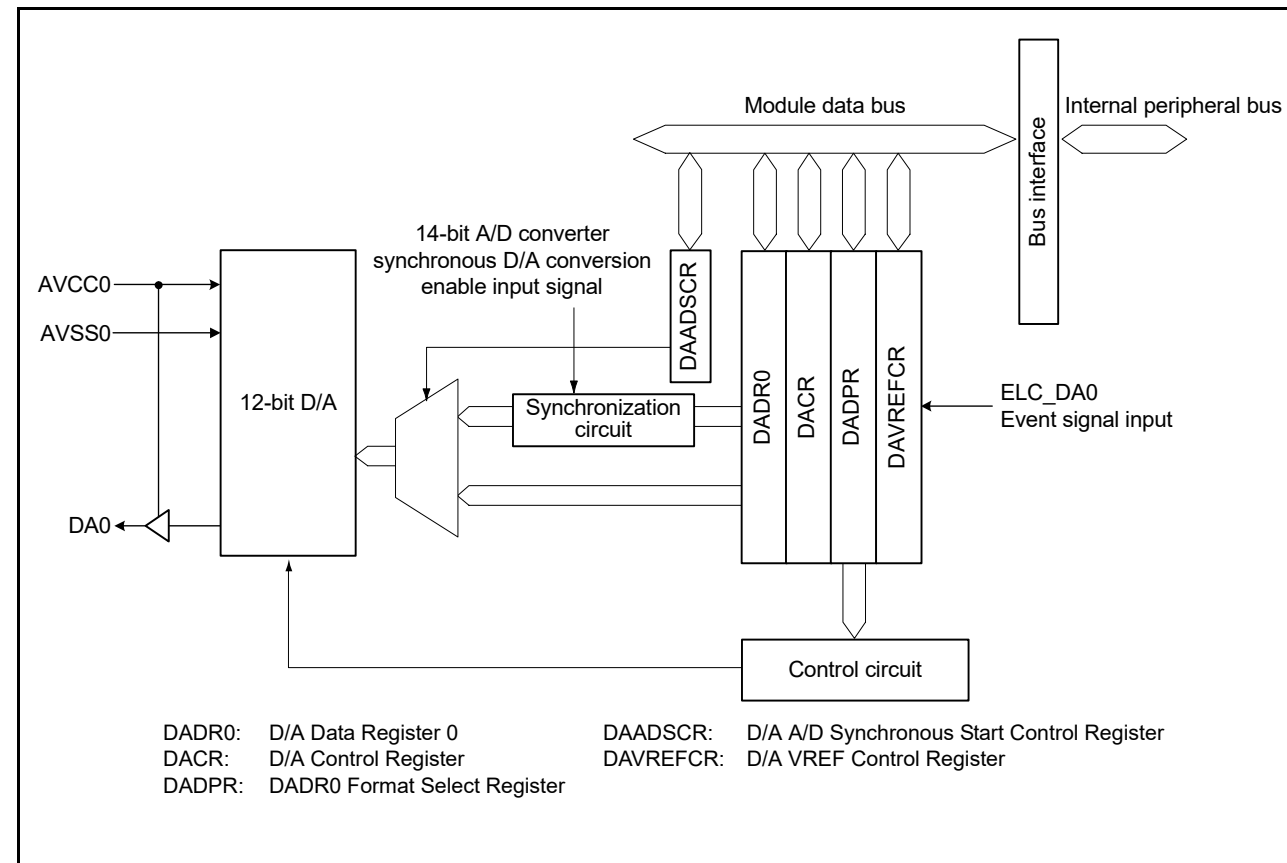 Module data bus
Internal peripheral bus
Bus interface
14-bit A/D converter
synchronous D/A conversion
enable input signal
AVCC0
AVSS0
DAADSCR
12-bit D/A
Synchronization
circuit
DADR0
DACR
DADPR
DAVREFCR
ELC_DA0
Event signal input
DA0
Control circuit
DADR0: D/A Data Register 0
DACR: D/A Control Register
DADPR: DADR0 Format Select Register
DAADSCR: D/A A/D Synchronous Start Control Register
DAVREFCR: D/A VREF Control Register